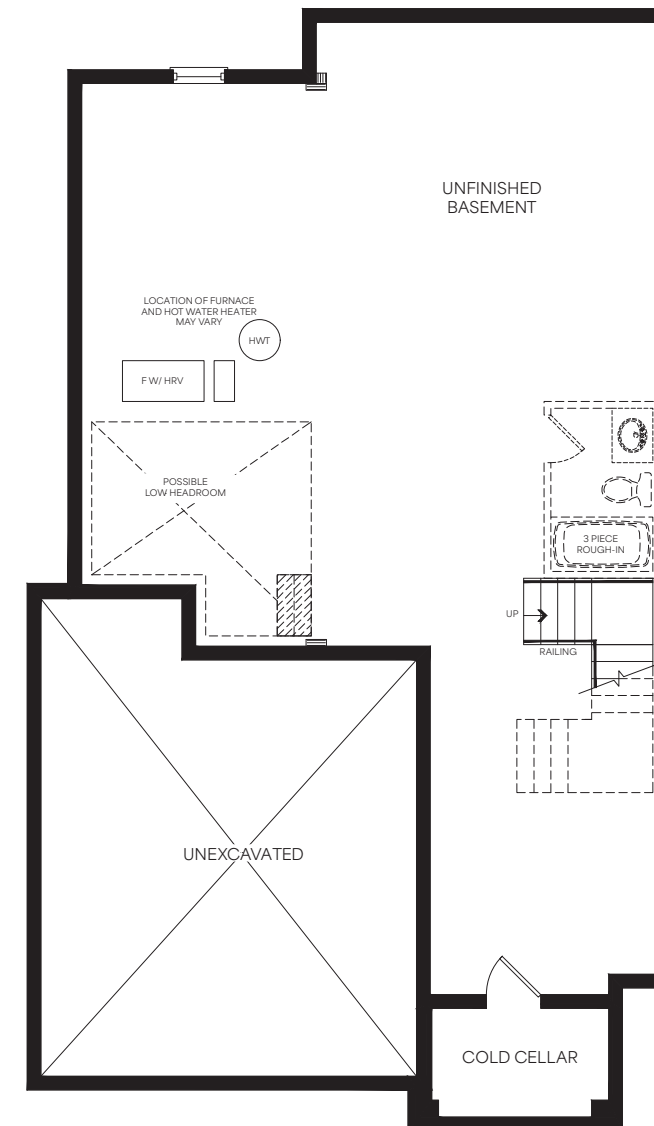 UNFINISHED
BASEMENT
LOCATION OF FURNACE
AND HOT WATER HEATER
MAY VARY
HWT
F W/ HRV
POSSIBLE
LOW HEADROOM
3 PIECE
ROUGH-IN
UP
RAILING
UNEXCAVATED
COLD CELLAR